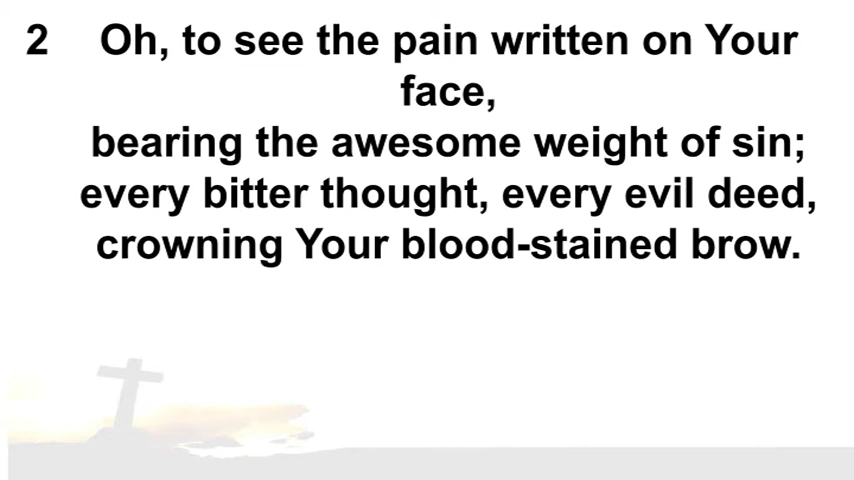 2 Oh, to see the pain written on Your
face,
bearing the awesome weight of sin;
every bitter thought, every evil deed,
crowning Your blood-stained brow.